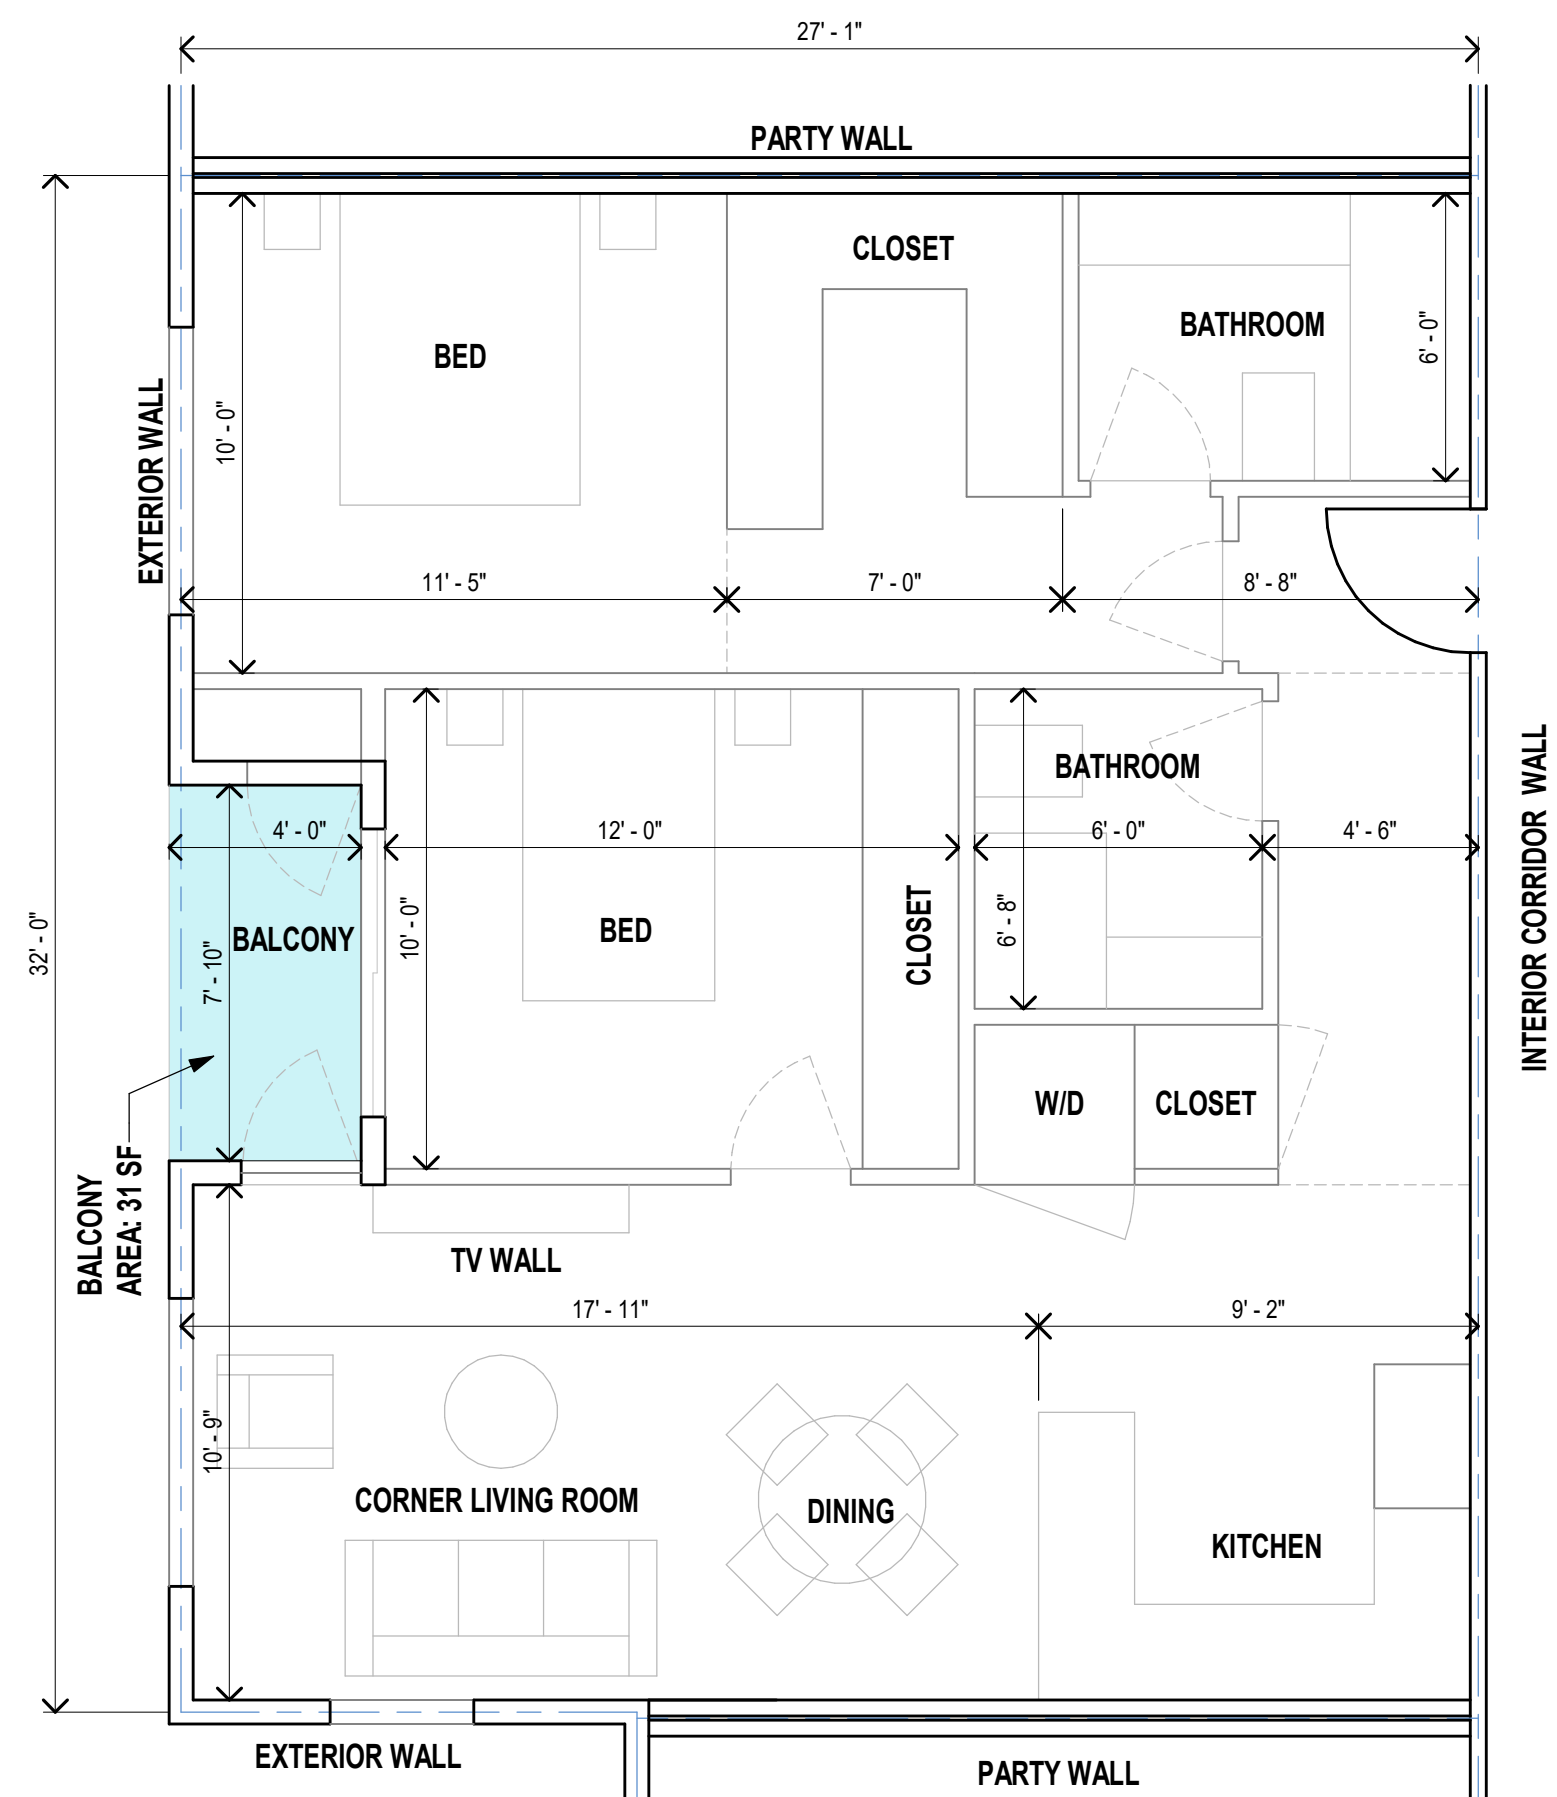 27' - 1"
PARTY WALL
CLOSET
BATHROOM
BED
6' - 0"
10' - 0"
EXTERIOR WALL
11' - 5"
7' - 0"
8' - 8"
BATHROOM
INTERIOR CORRIDOR  WALL
4' - 0"
12' - 0"
6' - 0"
4' - 6"
32' - 0"
BALCONY
7' - 10"
10' - 0"
BED
CLOSET
6' - 8"
W/D
CLOSET
BALCONY
AREA: 31 SF
TV WALL
17' - 11"
9' - 2"
10' - 9"
CORNER LIVING ROOM
DINING
KITCHEN
EXTERIOR WALL
PARTY WALL